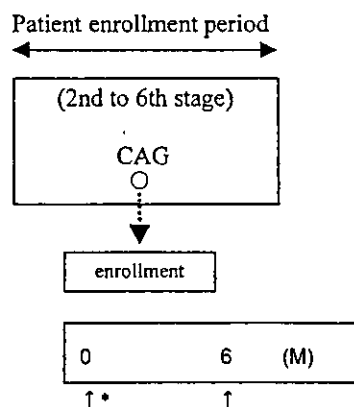 Patient enrollment period
(2nd to 6th stage)
CAG
enrollment
0 6 (M)
↑* ↑